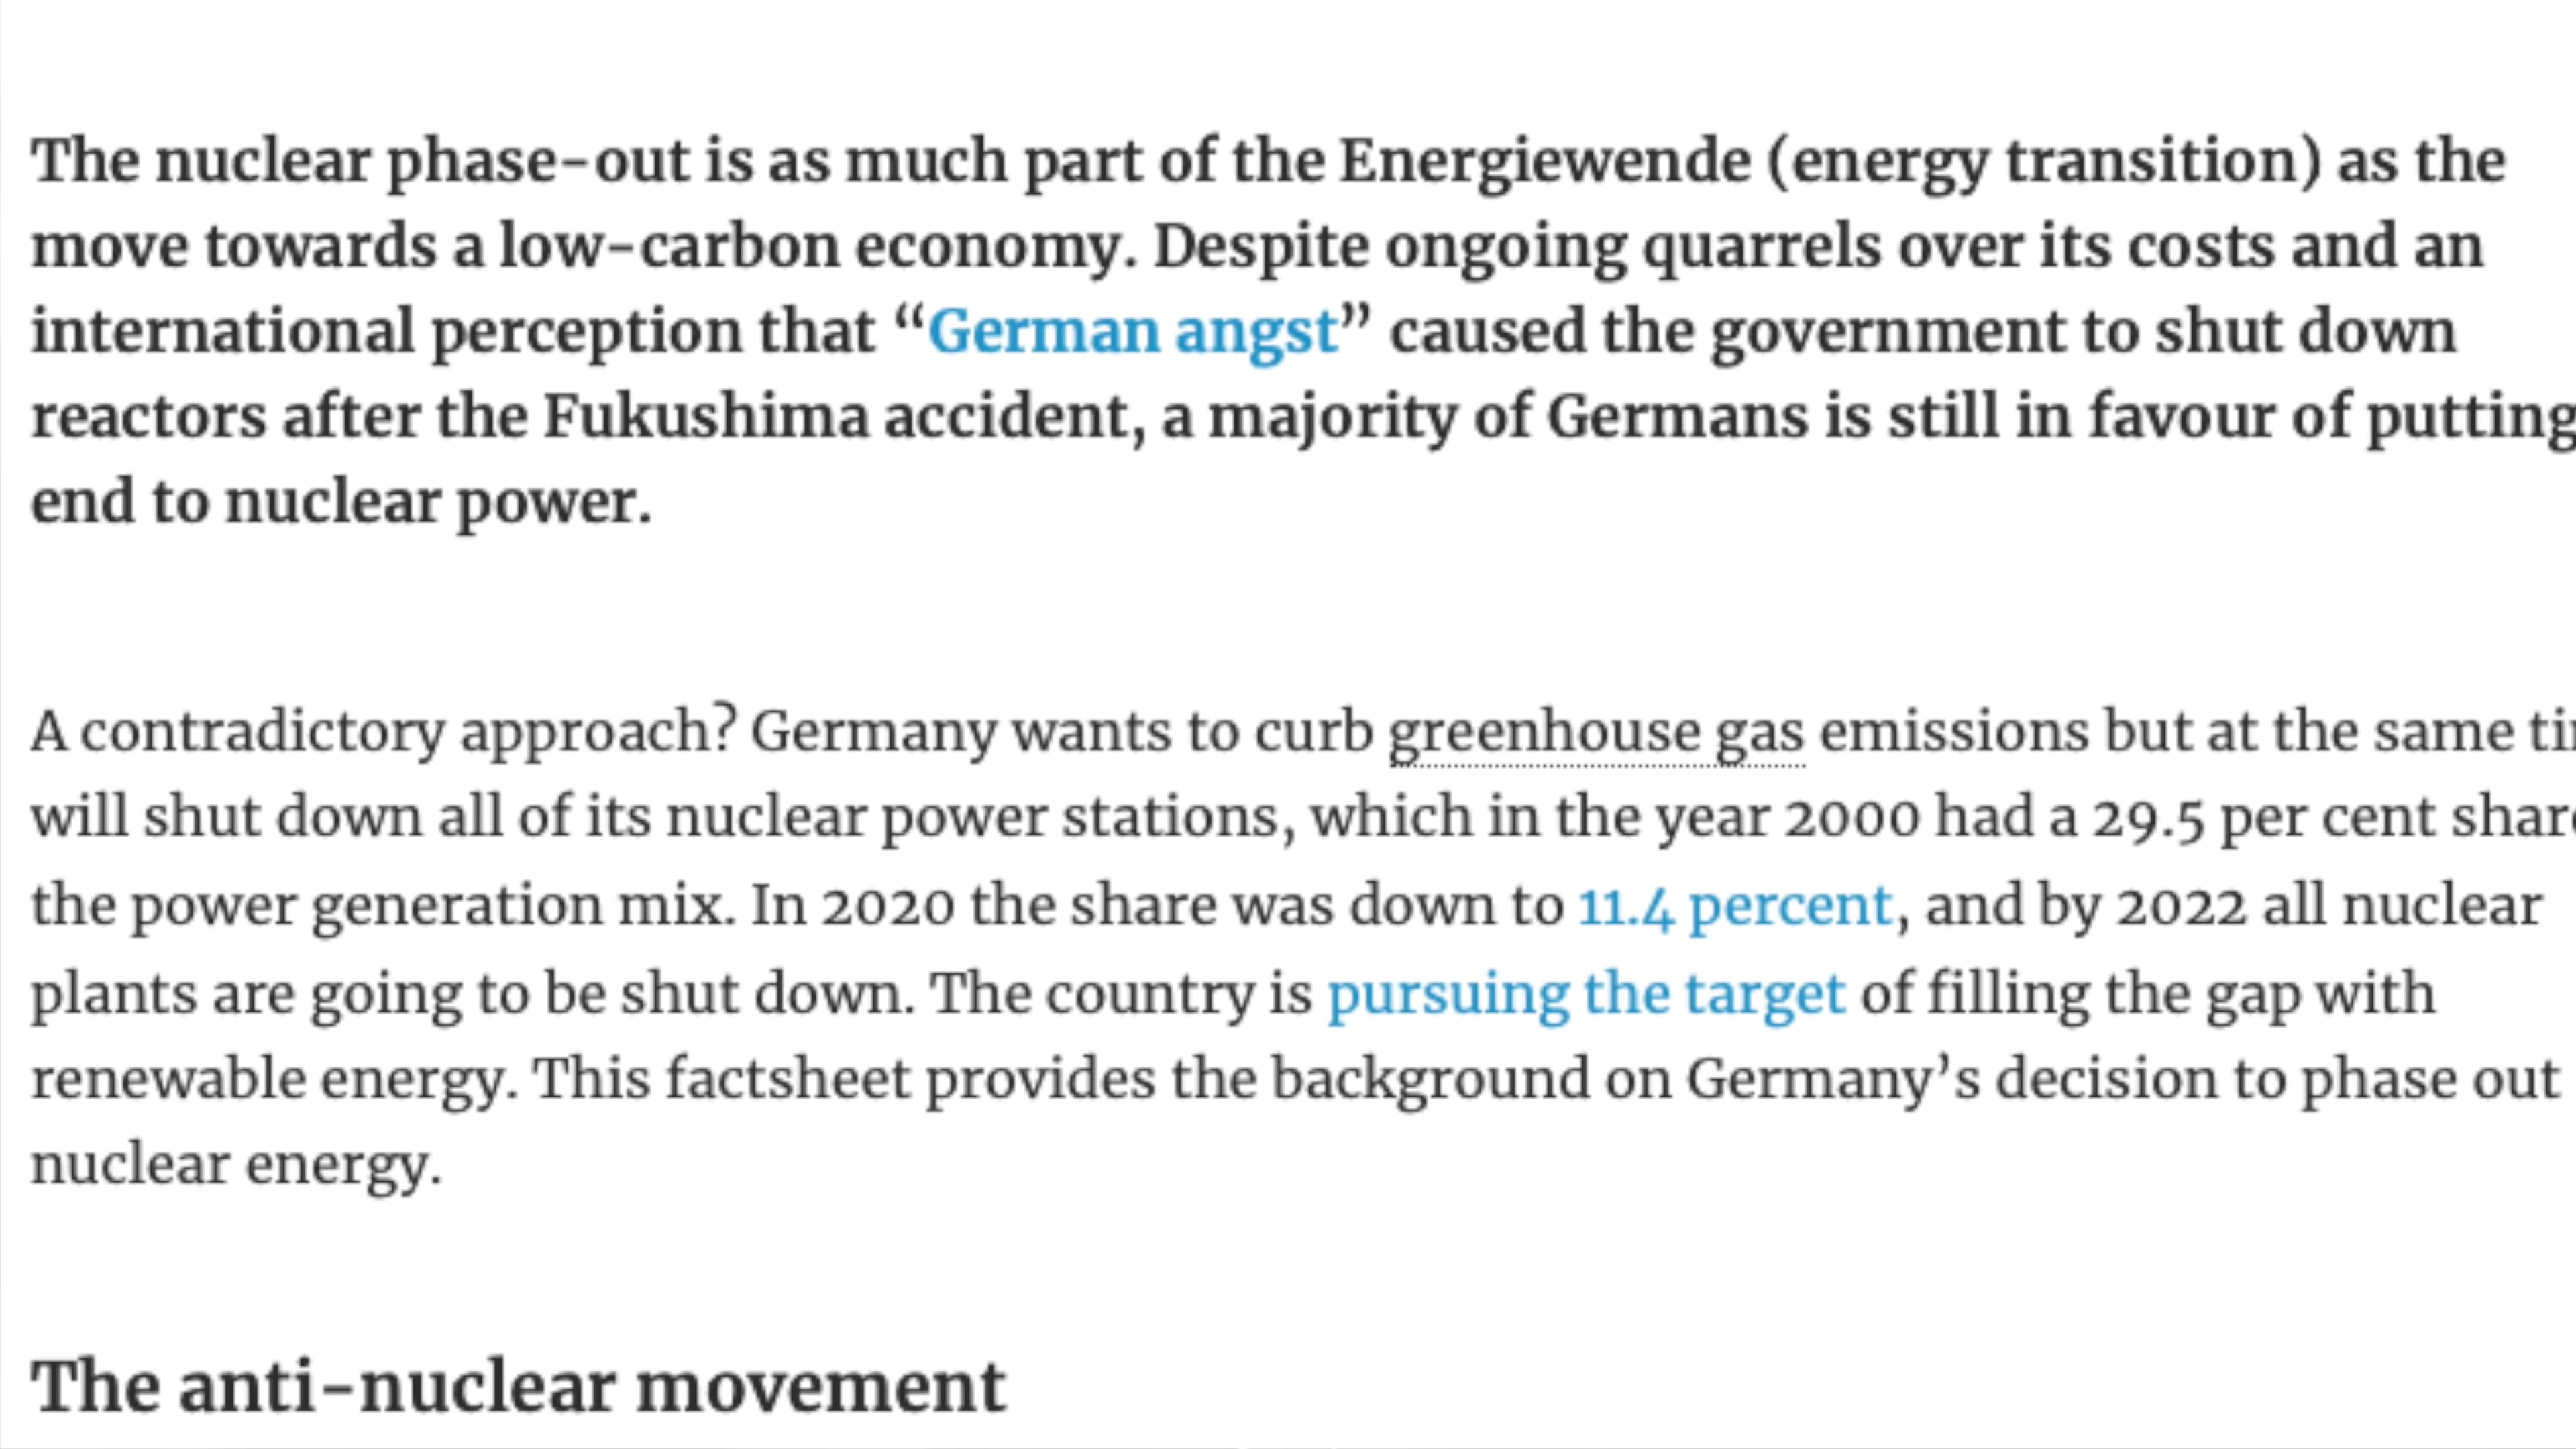 The nuclear phase-out is as much part of the Energiewende (energy transition) as the
move towards a low-carbon economy. Despite ongoing quarrels over its costs and an
international perception that “German angst” caused the government to shut down
reactors after the Fukushima accident, a majority of Germans is still in favour of putting
end to nuclear power.
A contradictory approach? Germany wants to curb greenhouse gas emissions but at the same
will shut down all of its nuclear power stations, which in the year 2000 had a 29.5 per cent
the power generation mix. In 2020 the share was down to 11.4 percent, and by 2022 all nuclear
plants are going to be shut down. The country is pursuing the target of filling the gap with
renewable energy. This factsheet provides the background on Germany’s decision to phase out
nuclear energy.
The anti-nuclear movement